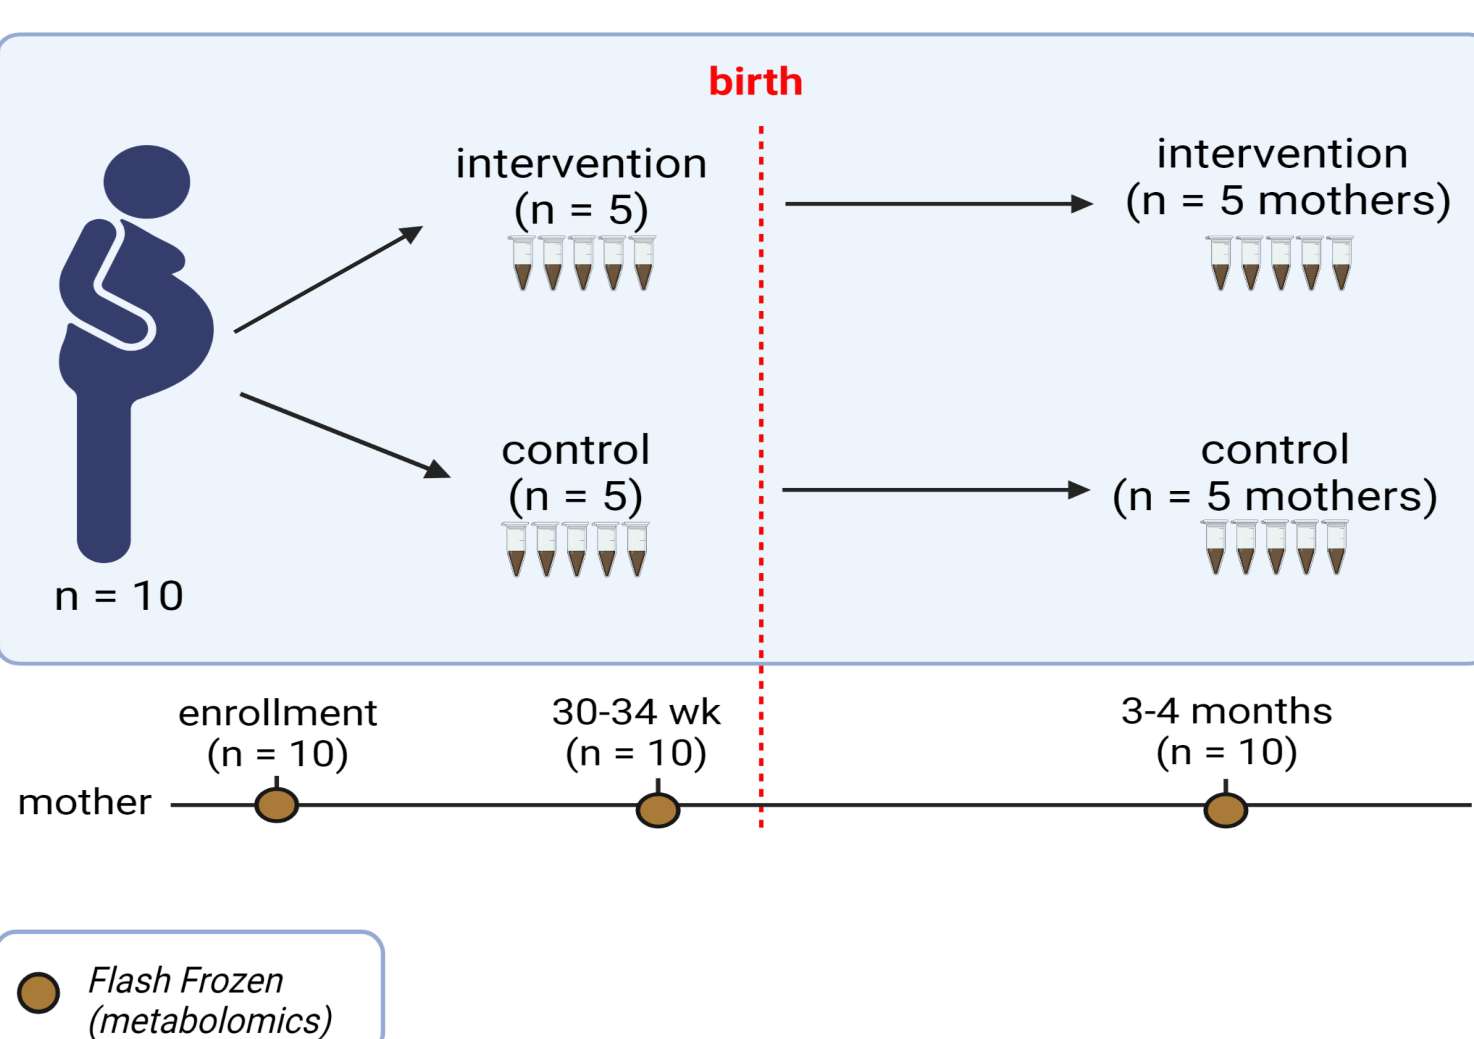 birth
intervention
(n = 5)
intervention
(n = 5 mothers)
control
(n = 5)
control
(n = 5 mothers)
n = 10
enrollment
(n = 10)
30-34 wk
(n = 10)
3-4 months
(n = 10)
mother
Flash Frozen
(metabolomics)